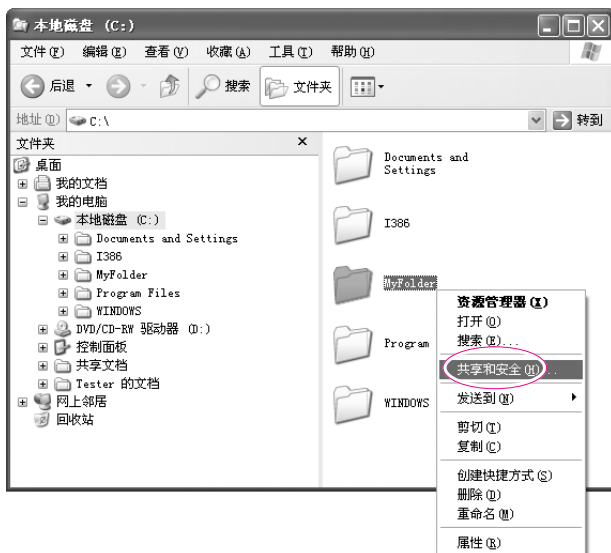 本地磁盘 (C:)
文件(F) 编辑(E) 查看(V) 收藏(A) 工具(T) 帮助(H)
后退 搜索 文件夹
地址(D) C:\ 转到
文件夹 ×
桌面
我的文档
我的电脑
本地磁盘 (C:)
Documents and Settings
I386
MyFolder
Program Files
WINDOWS
DVD/CD-RW 驱动器 (D:)
控制面板
共享文档
Tester 的文档
网上邻居
回收站
Documents and
Settings
I386
MyFolder
Program
WINDOWS
资源管理器(X)
打开(O)
搜索(E)...
共享和安全(H)...
发送到(N)
剪切(T)
复制(C)
创建快捷方式(S)
删除(D)
重命名(M)
属性(R)